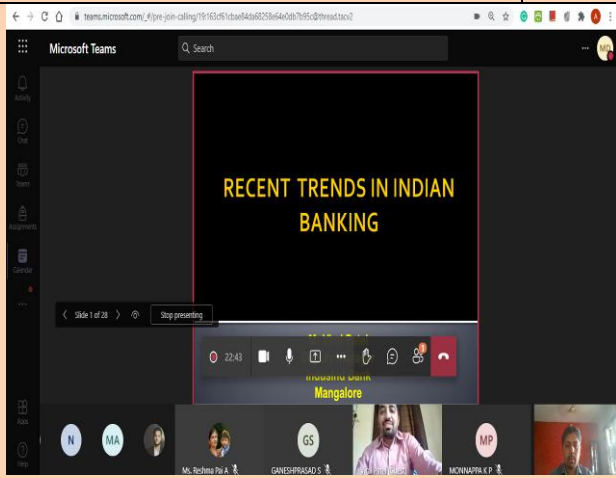 teams.microsoft.com/_#/pre-join-calling/19:163cf61cbae84da68258e64e0db7b95c@thread.tacv2
Microsoft Teams
Search
MD
Activity
Chat
Teams
Assignments
Calendar
Apps
Help
RECENT TRENDS IN INDIAN
BANKING
Slide 1 of 28
Stop presenting
22:43
Indusind Bank
Mangalore
N
MA
GS
MP
Ms. Reshma Pai A
GANESHPRASAD S
MONNAPPA K P